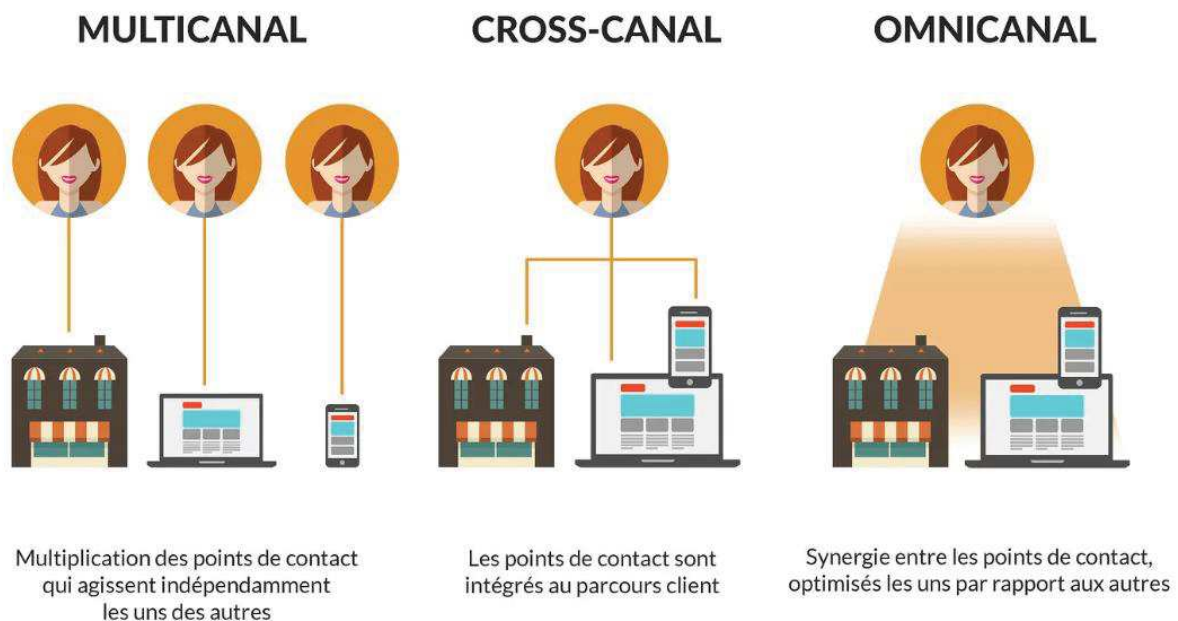 MULTICANAL
CROSS-CANAL
OMNICANAL
Multiplication des points de contact
qui agissent indépendamment
les uns des autres
Les points de contact sont
intégrés au parcours client
Synergie entre les points de contact,
optimisés les uns par rapport aux autres